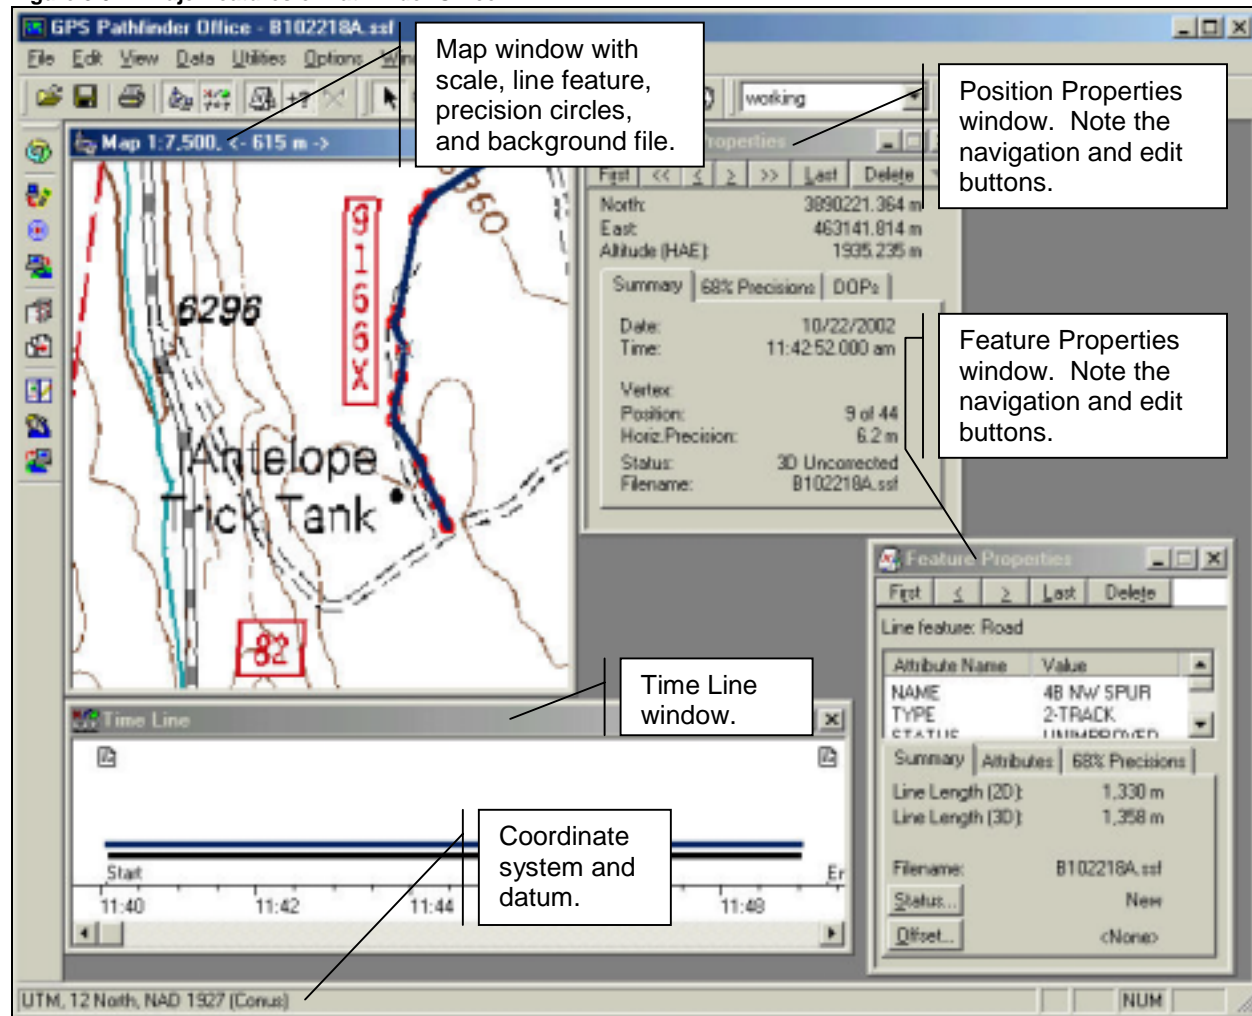 GPS Pathfinder Office - B102218A.ssf
File Edit View Data Utilities Options
working
Map window with
scale, line feature,
precision circles,
and background file.
Position Properties
window. Note the
navigation and edit
buttons.
Map 1:7,500, <- 615 m ->
9166X
6360
6296
Antelope
Trick Tank
82
Properties
First << < > >> Last Delete
North: 3890221.364 m
East: 463141.814 m
Altitude (HAE): 1935.235 m
Summary 68% Precisions DOPs
Date: 10/22/2002
Time: 11:42:52.000 am
Vertex:
Position: 9 of 44
Horiz.Precision: 6.2 m
Status: 3D Uncorrected
Filename: B102218A.ssf
Feature Properties
window. Note the
navigation and edit
buttons.
Feature Properties
First < > Last Delete
Line feature: Road
Attribute Name Value
NAME 4B NW SPUR
TYPE 2-TRACK
STATUS UNIMPROVED
Summary Attributes 68% Precisions
Line Length (2D): 1,330 m
Line Length (3D): 1,358 m
Filename: B102218A.ssf
Status... New
Offset... <None>
Time Line
window.
Time Line
Coordinate
system and
datum.
Start
11:40 11:42 11:44 11:48
UTM, 12 North, NAD 1927 (Conus)
NUM